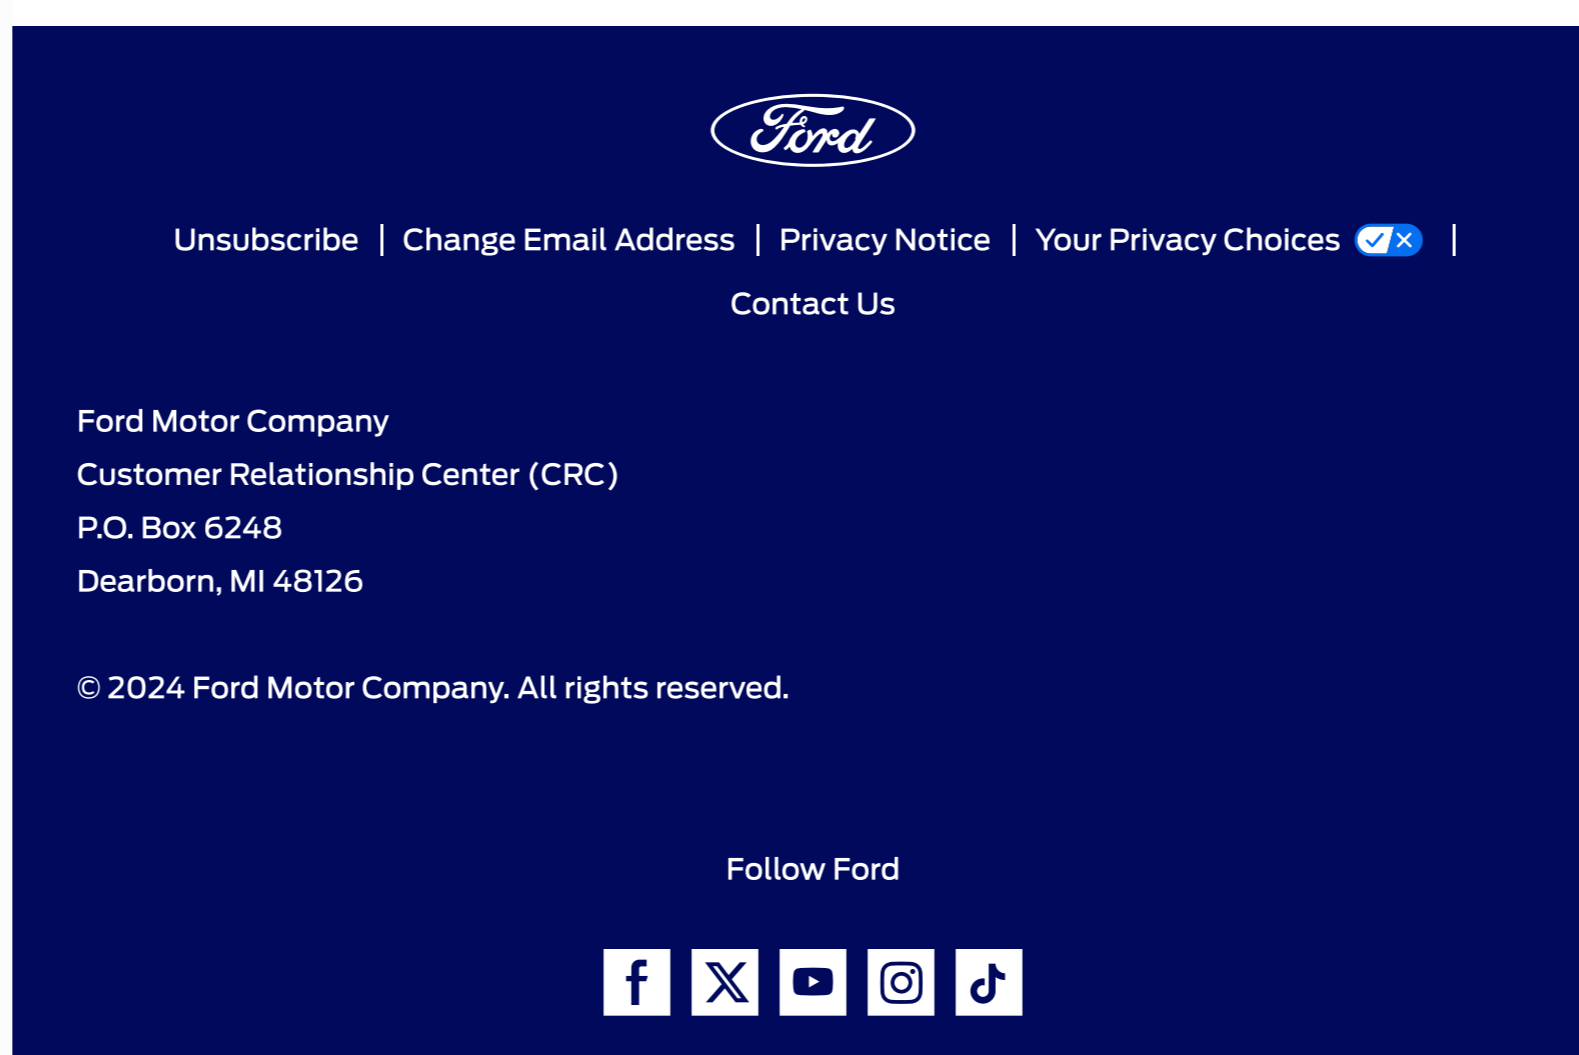 Ford
Unsubscribe | Change Email Address | Privacy Notice | Your Privacy Choices |
Contact Us
Ford Motor Company
Customer Relationship Center (CRC)
P.O. Box 6248
Dearborn, MI 48126
© 2024 Ford Motor Company. All rights reserved.
Follow Ford